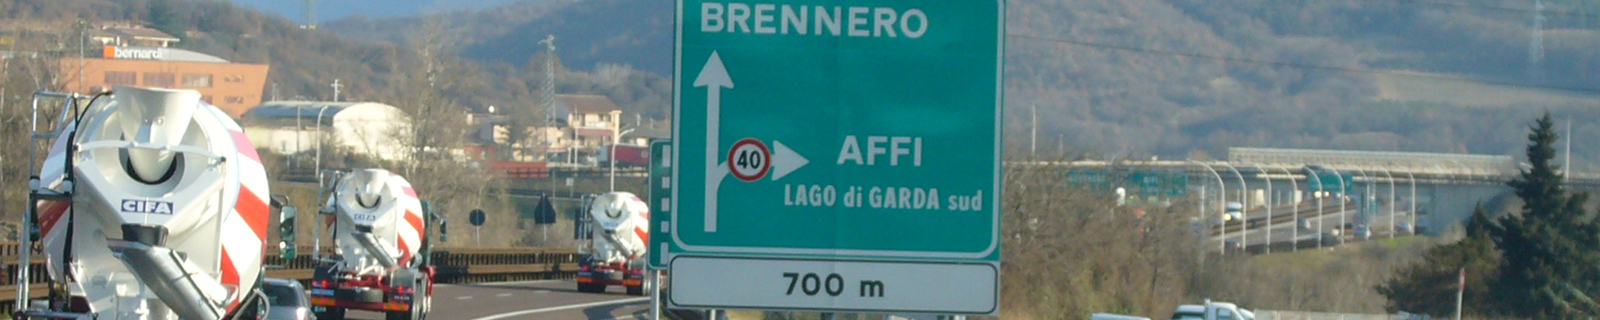 BRENNERO
bernardi
40
AFFI
LAGO di GARDA sud
CIFA
CIFA
700 m